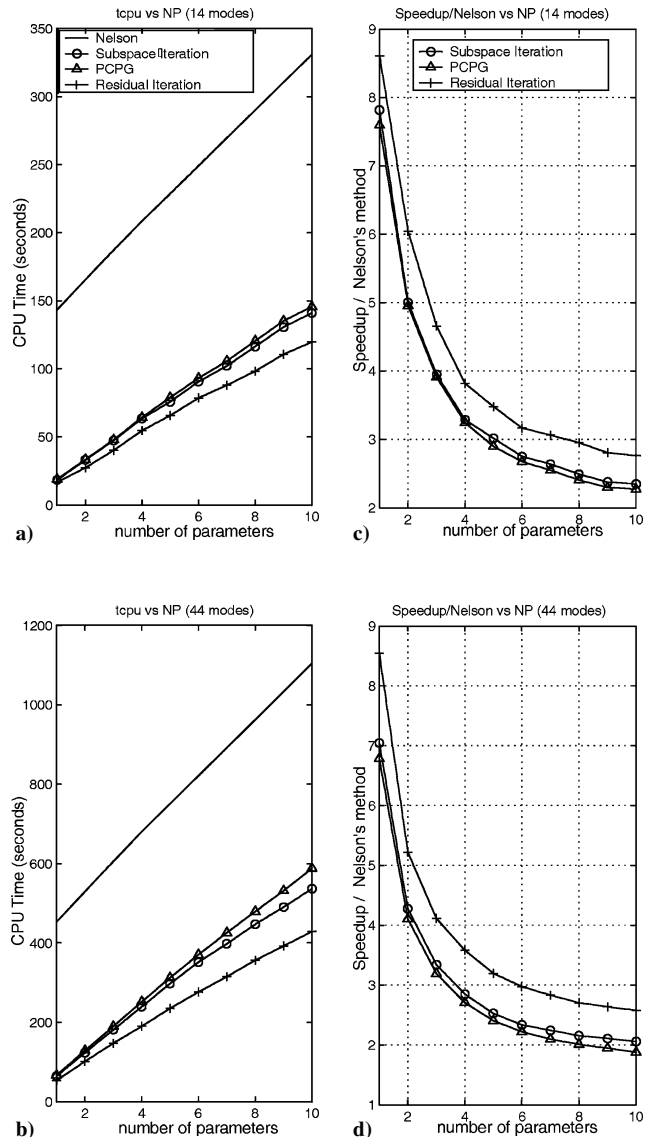 tcpu vs NP (14 modes)
350
300
250
200
150
100
50
0
CPU Time (seconds)
Nelson
Subspace Iteration
PCPG
Residual Iteration
2
4
6
8
10
number of parameters
a)
Speedup/Nelson vs NP (14 modes)
9
8
7
6
5
4
3
2
Speedup / Nelson's method
Subspace Iteration
PCPG
Residual Iteration
2
4
6
8
10
number of parameters
c)
tcpu vs NP (44 modes)
1200
1000
800
600
400
200
0
CPU Time (seconds)
2
4
6
8
10
number of parameters
b)
Speedup/Nelson vs NP (44 modes)
9
8
7
6
5
4
3
2
1
Speedup / Nelson's method
2
4
6
8
10
number of parameters
d)